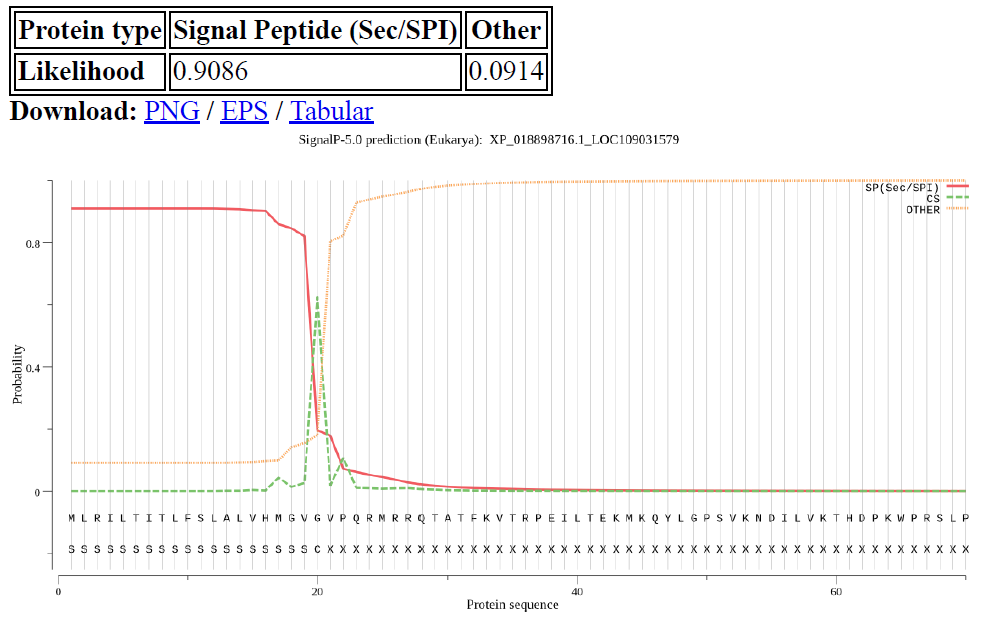 Protein type Signal Peptide (Sec/SPI) Other
Likelihood 0.9086 0.0914
Download: PNG / EPS / Tabular
SignalP-5.0 prediction (Eukarya): XP_018898716.1_LOC109031579
SP(Sec/SPI)
CS
OTHER
0.8
0.4
0
Probability
M L R I L T I T L F S L A L V H M G V G V P Q R M R R Q T A T F K V T R P E I L T E K M K Q Y L G P S V K N D I L V K T H D P K W P R S L P
S S S S S S S S S S S S S S S S S S S C X X X X X X X X X X X X X X X X X X X X X X X X X X X X X X X X X X X X X X X X X X X X X X X X X X
0 20 40 60
Protein sequence